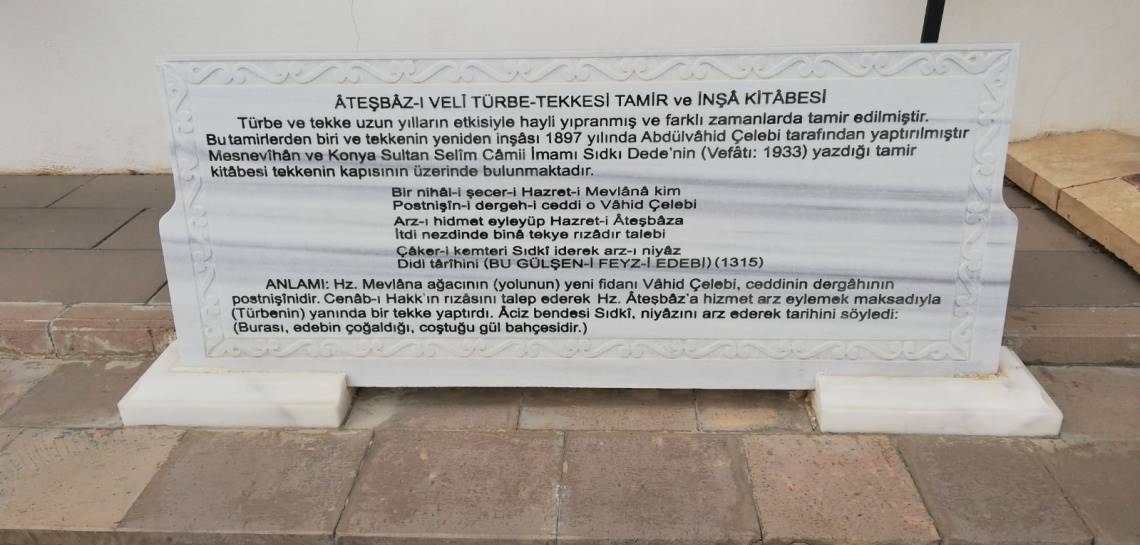 ÂTEŞBÂZ-I VELÎ TÜRBE-TEKKESİ TAMİR ve İNŞÂ KİTÂBESİ
Türbe ve tekke uzun yılların etkisiyle hayli yıpranmış ve farklı zamanlarda tamir edilmiştir.
Bu tamirlerden biri ve tekkenin yeniden inşâsı 1897 yılında Abdülvâhid Çelebi tarafından yaptırılmıştır
Mesnevîhân ve Konya Sultan Selîm Câmii İmamı Sıdkı Dede'nin (Vefâtı: 1933) yazdığı tamir
kitâbesi tekkenin kapısının üzerinde bulunmaktadır.
Bir nihâl-i şecer-i Hazret-i Mevlânâ kim
Postnişîn-i dergeh-i ceddi o Vâhid Çelebi
Arz-ı hidmet eyleyüp Hazret-i Âteşbâza
İtdi nezdinde binâ tekye rızâdır talebi
Çâker-i kemteri Sıdkî iderek arz-ı niyâz
Didi târîhini (BU GÜLŞEN-İ FEYZ-İ EDEBÎ) (1315)
ANLAMI: Hz. Mevlâna ağacının (yolunun) yeni fidanı Vâhid Çelebi, ceddinin dergâhının
postnişînidir. Cenâb-ı Hakk'ın rızâsını talep ederek Hz. Âteşbâz'a hizmet arz eylemek maksadıyla
(Türbenin) yanında bir tekke yaptırdı. Âciz bendesi Sıdkî, niyâzını arz ederek tarihini söyledi:
(Burası, edebin çoğaldığı, coştuğu gül bahçesidir.)